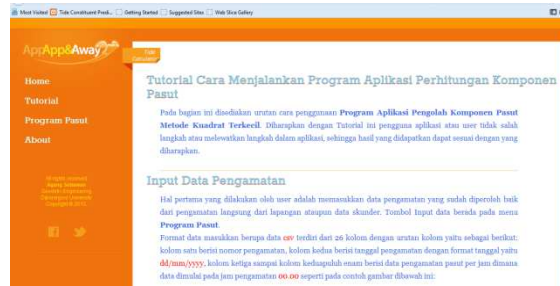 Most Visited Tide Constituent Predi... Getting Started Suggested Sites Web Slice Gallery
AppApp&Away
Tide
Home
Tutorial
Program Pasut
About
All rights reserved
Copyright © 2013
Tutorial Cara Menjalankan Program Aplikasi Perhitungan Komponen
Pasut
Pada bagian ini disediakan urutan cara penggunaan Program Aplikasi Pengolah Komponen Pasut
Metode Kuadrat Terkecil. Diharapkan dengan Tutorial ini pengguna aplikasi atau user tidak salah
langkah atau melewatkan langkah dalam aplikasi, sehingga hasil yang didapatkan dapat sesuai dengan yang
diharapkan.
Input Data Pengamatan
Hal pertama yang dilakukan oleh user adalah memasukkan data pengamatan yang sudah diperoleh baik
dari pengamatan langsung dari lapangan ataupun data skunder. Tombol Input data berada pada menu
Program Pasut.
Format data masukkan berupa data csv terdiri dari 26 kolom dengan urutan kolom yaitu sebagai berikut:
kolom satu berisi nomor pengamatan, kolom kedua berisi tanggal pengamatan dengan format tanggal yaitu
dd/mm/yyyy, kolom ketiga sampai kolom keduapuluh enam berisi data pengamatan pasut per jam dimana
data dimulai pada jam pengamatan 00.00 seperti pada contoh gambar dibawah ini: